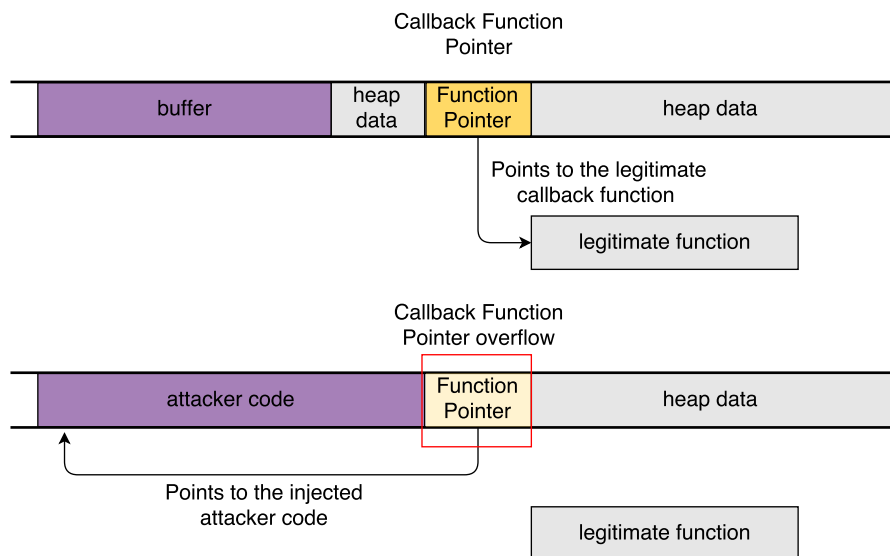 Callback Function
Pointer
buffer
heap
data
Function
Pointer
heap data
Points to the legitimate
callback function
legitimate function
Callback Function
Pointer overflow
attacker code
Function
Pointer
heap data
Points to the injected
attacker code
legitimate function